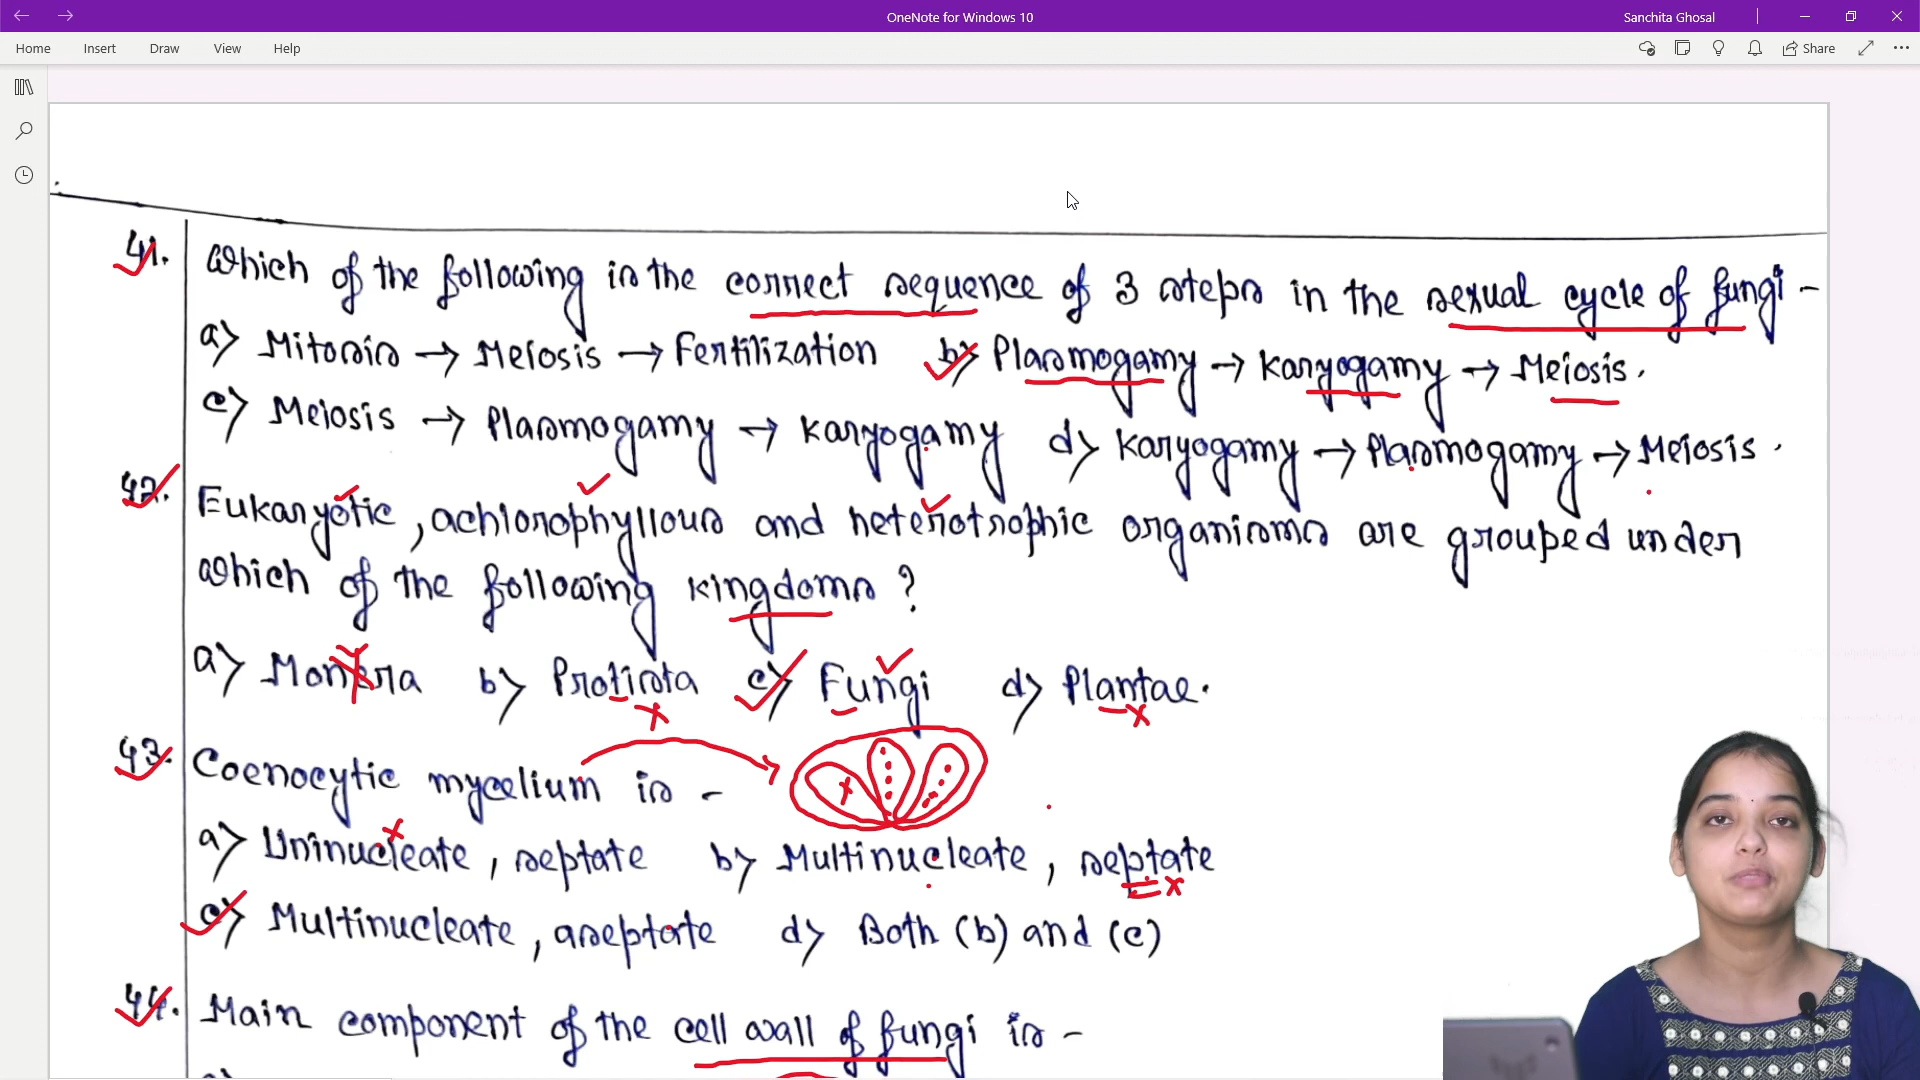 OneNote for Windows 10
Sanchita Ghosal
Home Insert Draw View Help
Share
41. Which of the following is the correct sequence of 3 steps in the sexual cycle of fungi -
a) Mitosis → Meiosis → Fertilization b) Plasmogamy → Karyogamy → Meiosis.
c) Meiosis → Plasmogamy → Karyogamy d) Karyogamy → Plasmogamy → Meiosis.
42. Eukaryotic, achlorophyllous and heterotrophic organisms are grouped under
which of the following kingdoms?
a) Monera b) Protista c) Fungi d) Plantae.
43. Coenocytic mycelium is -
a) Uninucleate, septate b) Multinucleate, septate
c) Multinucleate, aseptate d) Both (b) and (c)
44. Main component of the cell wall of fungi is -